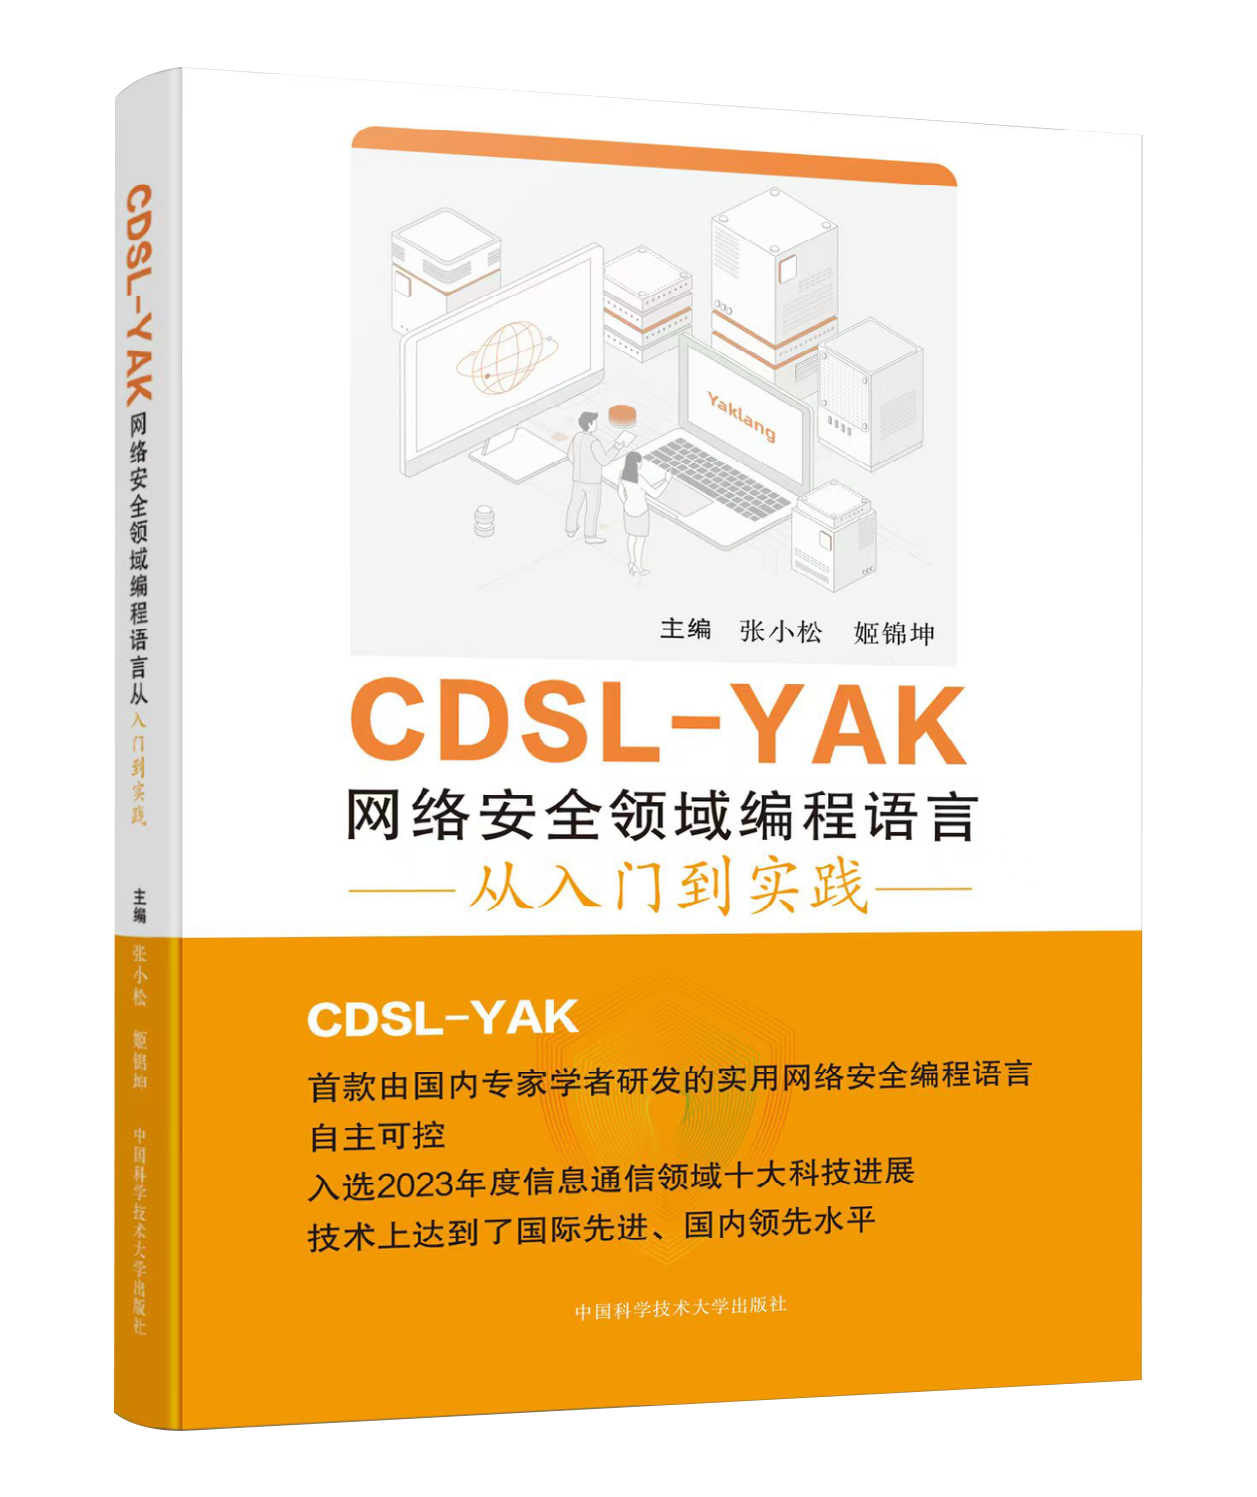 CDSL-YAK网络安全领域编程语言从入门到实践
主编
张小松 姬锦坤
中国科学技术大学出版社
Yaklang
主编 张小松 姬锦坤
CDSL-YAK
网络安全领域编程语言
从入门到实践
CDSL-YAK
首款由国内专家学者研发的实用网络安全编程语言
自主可控
入选2023年度信息通信领域十大科技进展
技术上达到了国际先进、国内领先水平
中国科学技术大学出版社